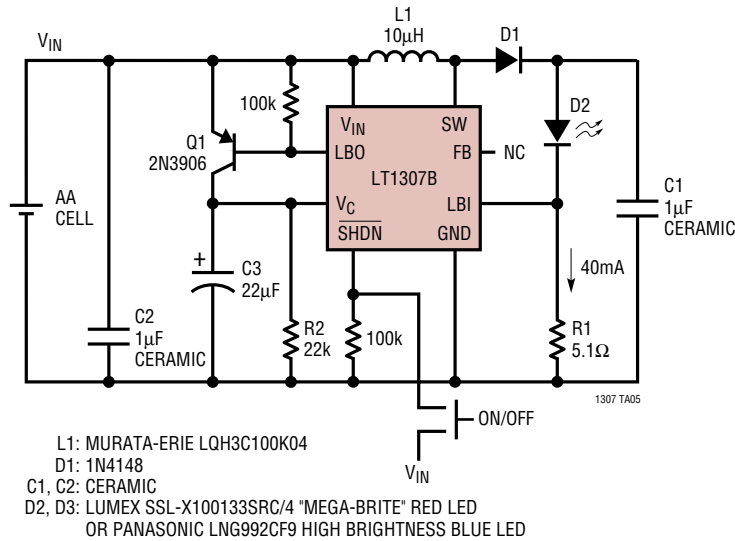 L1
10µH
D1
VIN
100k
D2
Q1
2N3906
VIN
SW
LBO
FB
NC
LT1307B
AA
CELL
VC
LBI
C1
1µF
CERAMIC
SHDN
GND
+
C3
22µF
40mA
C2
1µF
CERAMIC
R2
22k
100k
R1
5.1Ω
1307 TA05
ON/OFF
VIN
L1: MURATA-ERIE LQH3C100K04
D1: 1N4148
C1, C2: CERAMIC
D2, D3: LUMEX SSL-X100133SRC/4 "MEGA-BRITE" RED LED
OR PANASONIC LNG992CF9 HIGH BRIGHTNESS BLUE LED